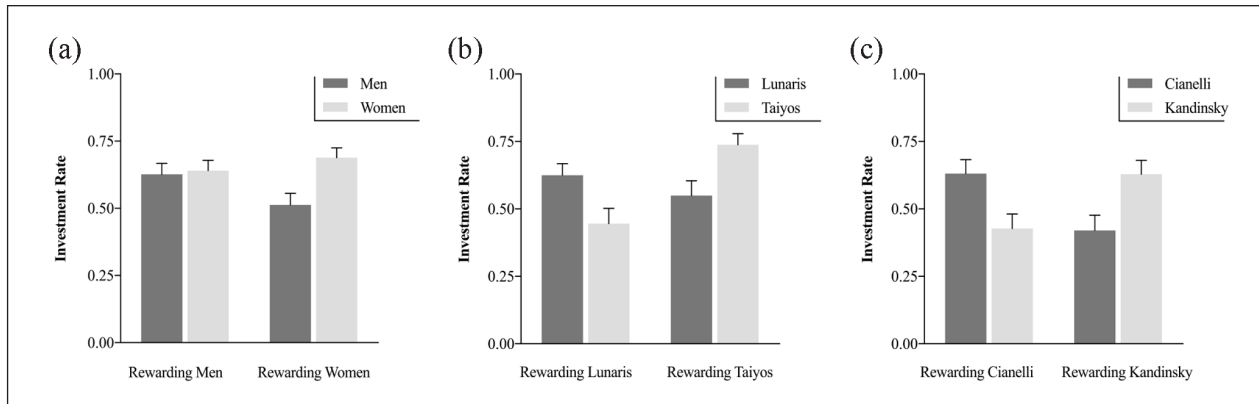 (a)
Men
Women
1.00
0.75
0.50
0.25
0.00
Investment Rate
Rewarding Men Rewarding Women
(b)
Lunaris
Taiyos
1.00
0.75
0.50
0.25
0.00
Investment Rate
Rewarding Lunaris Rewarding Taiyos
(c)
Cianelli
Kandinsky
1.00
0.75
0.50
0.25
0.00
Investment Rate
Rewarding Cianelli Rewarding Kandinsky